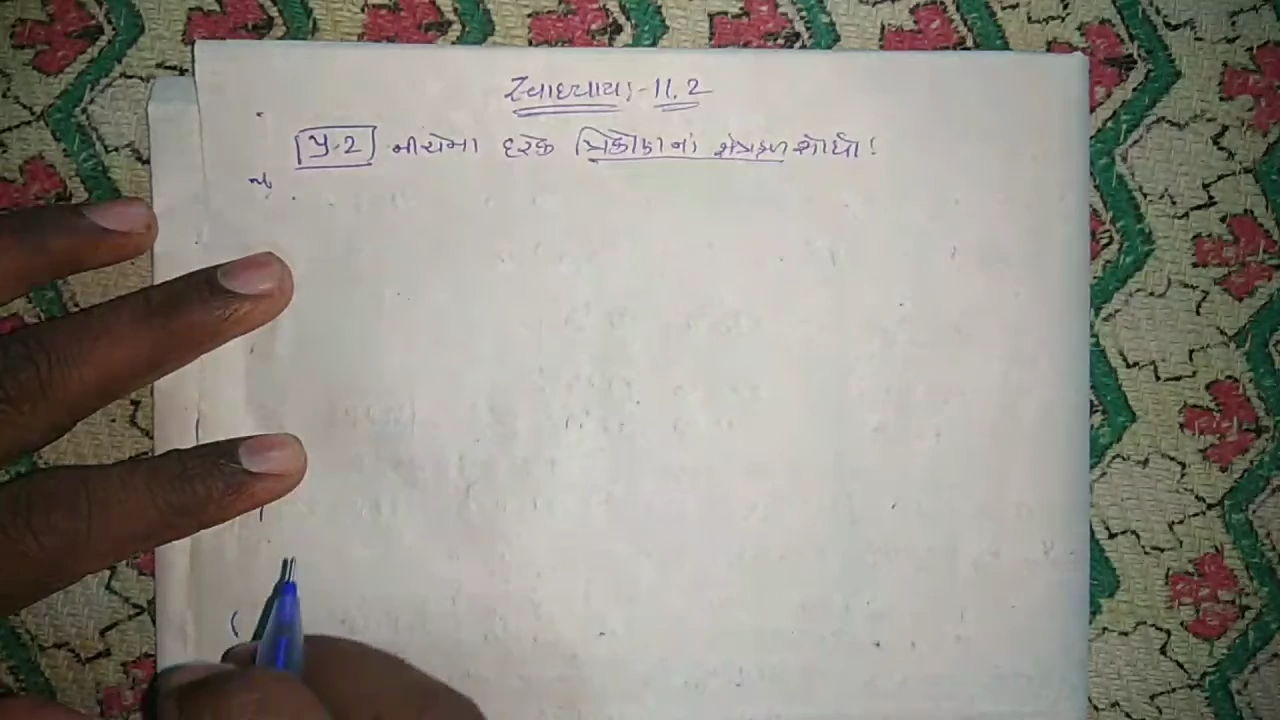 સ્વાધ્યાય:- 11.2
પ્ર.2 નીચેના દરેક ત્રિકોણનાં ક્ષેત્રફળ શોધો: